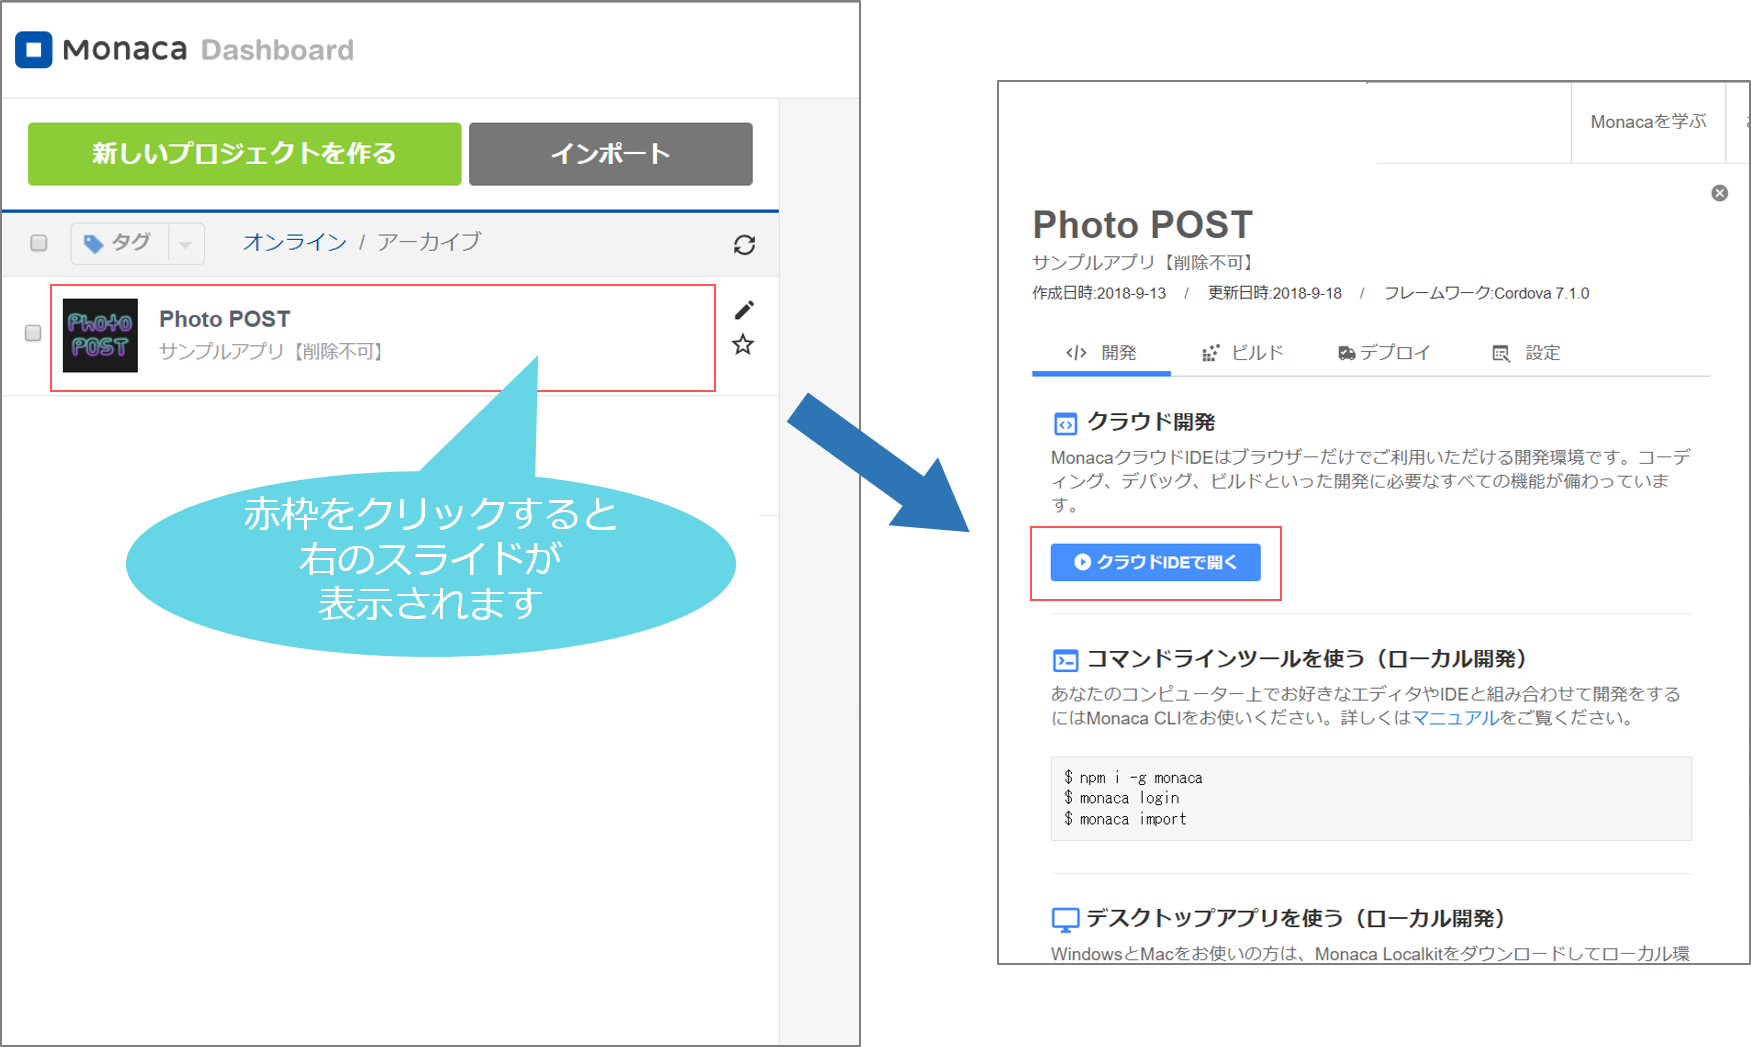 Monaca Dashboard
新しいプロジェクトを作る
インポート
タグ
オンライン / アーカイブ
Photo POST
Photo POST
サンプルアプリ【削除不可】
赤枠をクリックすると
右のスライドが
表示されます
Monacaを学ぶ
Photo POST
サンプルアプリ【削除不可】
作成日時:2018-9-13 / 更新日時:2018-9-18 / フレームワーク:Cordova 7.1.0
開発
ビルド
デプロイ
設定
クラウド開発
MonacaクラウドIDEはブラウザーだけでご利用いただける開発環境です。コーデ
ィング、デバッグ、ビルドといった開発に必要なすべての機能が備わっていま
す。
クラウドIDEで開く
コマンドラインツールを使う（ローカル開発）
あなたのコンピューター上でお好きなエディタやIDEと組み合わせて開発をする
にはMonaca CLIをお使いください。詳しくはマニュアルをご覧ください。
$ npm i -g monaca
$ monaca login
$ monaca import
デスクトップアプリを使う（ローカル開発）
WindowsとMacをお使いの方は、Monaca Localkitをダウンロードしてローカル環